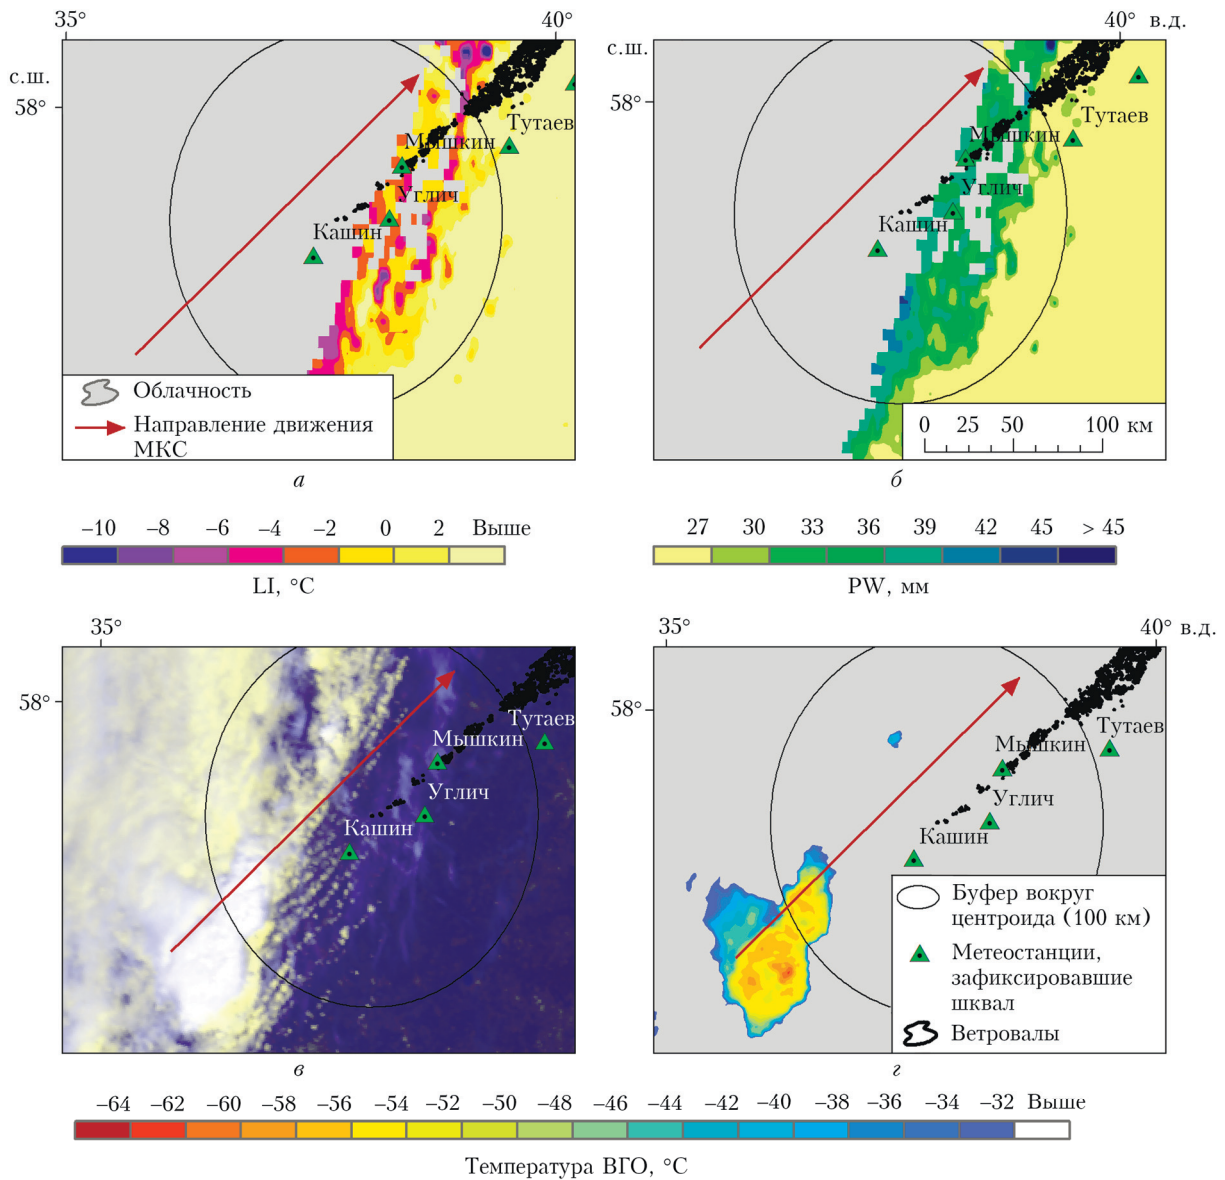 35°
40°
40° в.д.
с.ш.
58°
Тутаев
Мышкин
Углич
Кашин
Облачность
Направление движения
МКС
а
с.ш.
58°
Тутаев
Мышкин
Углич
Кашин
0 25 50 100 км
б
–10 –8 –6 –4 –2 0 2 Выше
LI, °C
27 30 33 36 39 42 45 > 45
PW, мм
35°
58°
Тутаев
Мышкин
Углич
Кашин
в
35°
40° в.д.
58°
Тутаев
Мышкин
Углич
Кашин
Буфер вокруг
центроида (100 км)
Метеостанции,
зафиксировавшие
шквал
Ветровалы
г
–64 –62 –60 –58 –56 –54 –52 –50 –48 –46 –44 –42 –40 –38 –36 –34 –32 Выше
Температура ВГО, °C